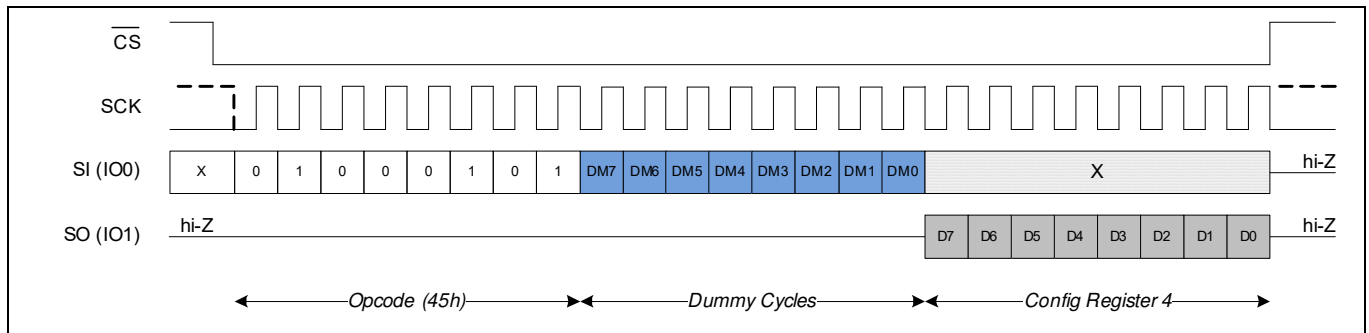 CS
SCK
SI (IO0) X 0 1 0 0 0 1 0 1 DM7 DM6 DM5 DM4 DM3 DM2 DM1 DM0 X hi-Z
SO (IO1) hi-Z D7 D6 D5 D4 D3 D2 D1 D0 hi-Z
Opcode (45h) Dummy Cycles Config Register 4